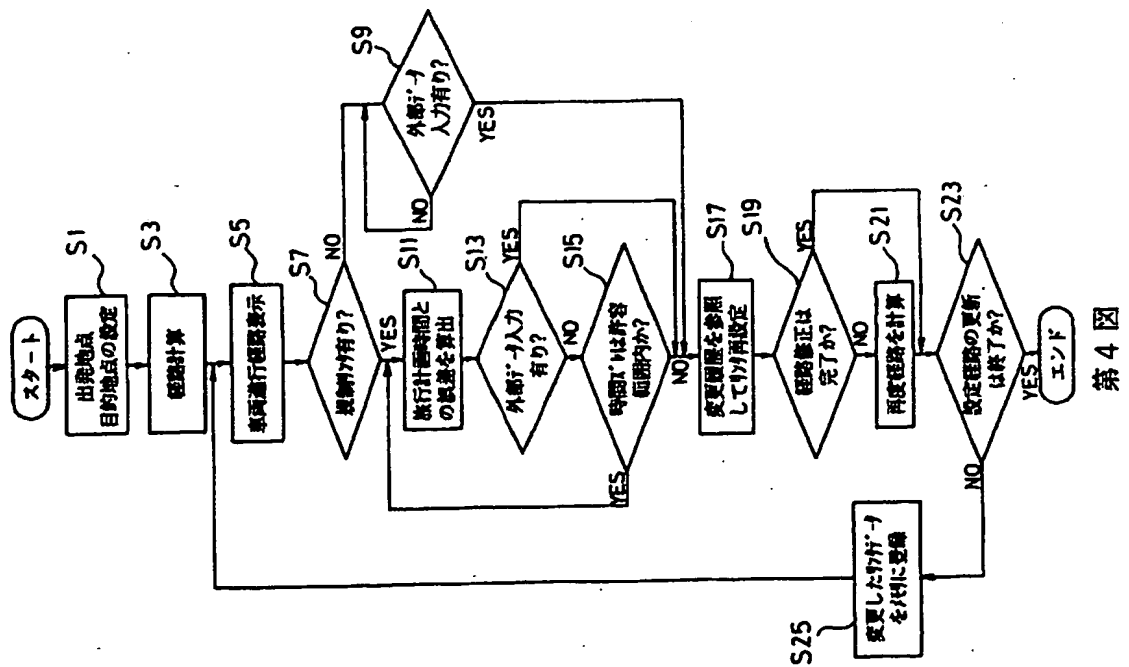 スタート
S1
出発地点
目的地点の設定
S3
経路計算
S5
車両進行経路表示
S7
規制リンク有り?
NO
YES
S9
外部データ
入力有り?
NO
YES
S11
旅行計画時間と
の誤差を算出
S13
外部データ入力
有り?
YES
NO
S15
時間ズレは許容
範囲内か?
YES
NO
S17
変更履歴を参照
してリンク再設定
S19
経路修正は
完了か?
YES
NO
S21
再度経路を計算
S23
設定経路の更新
は終了か?
NO
YES
S25
変更したリンクデータ
をメモリに登録
エンド
第4図